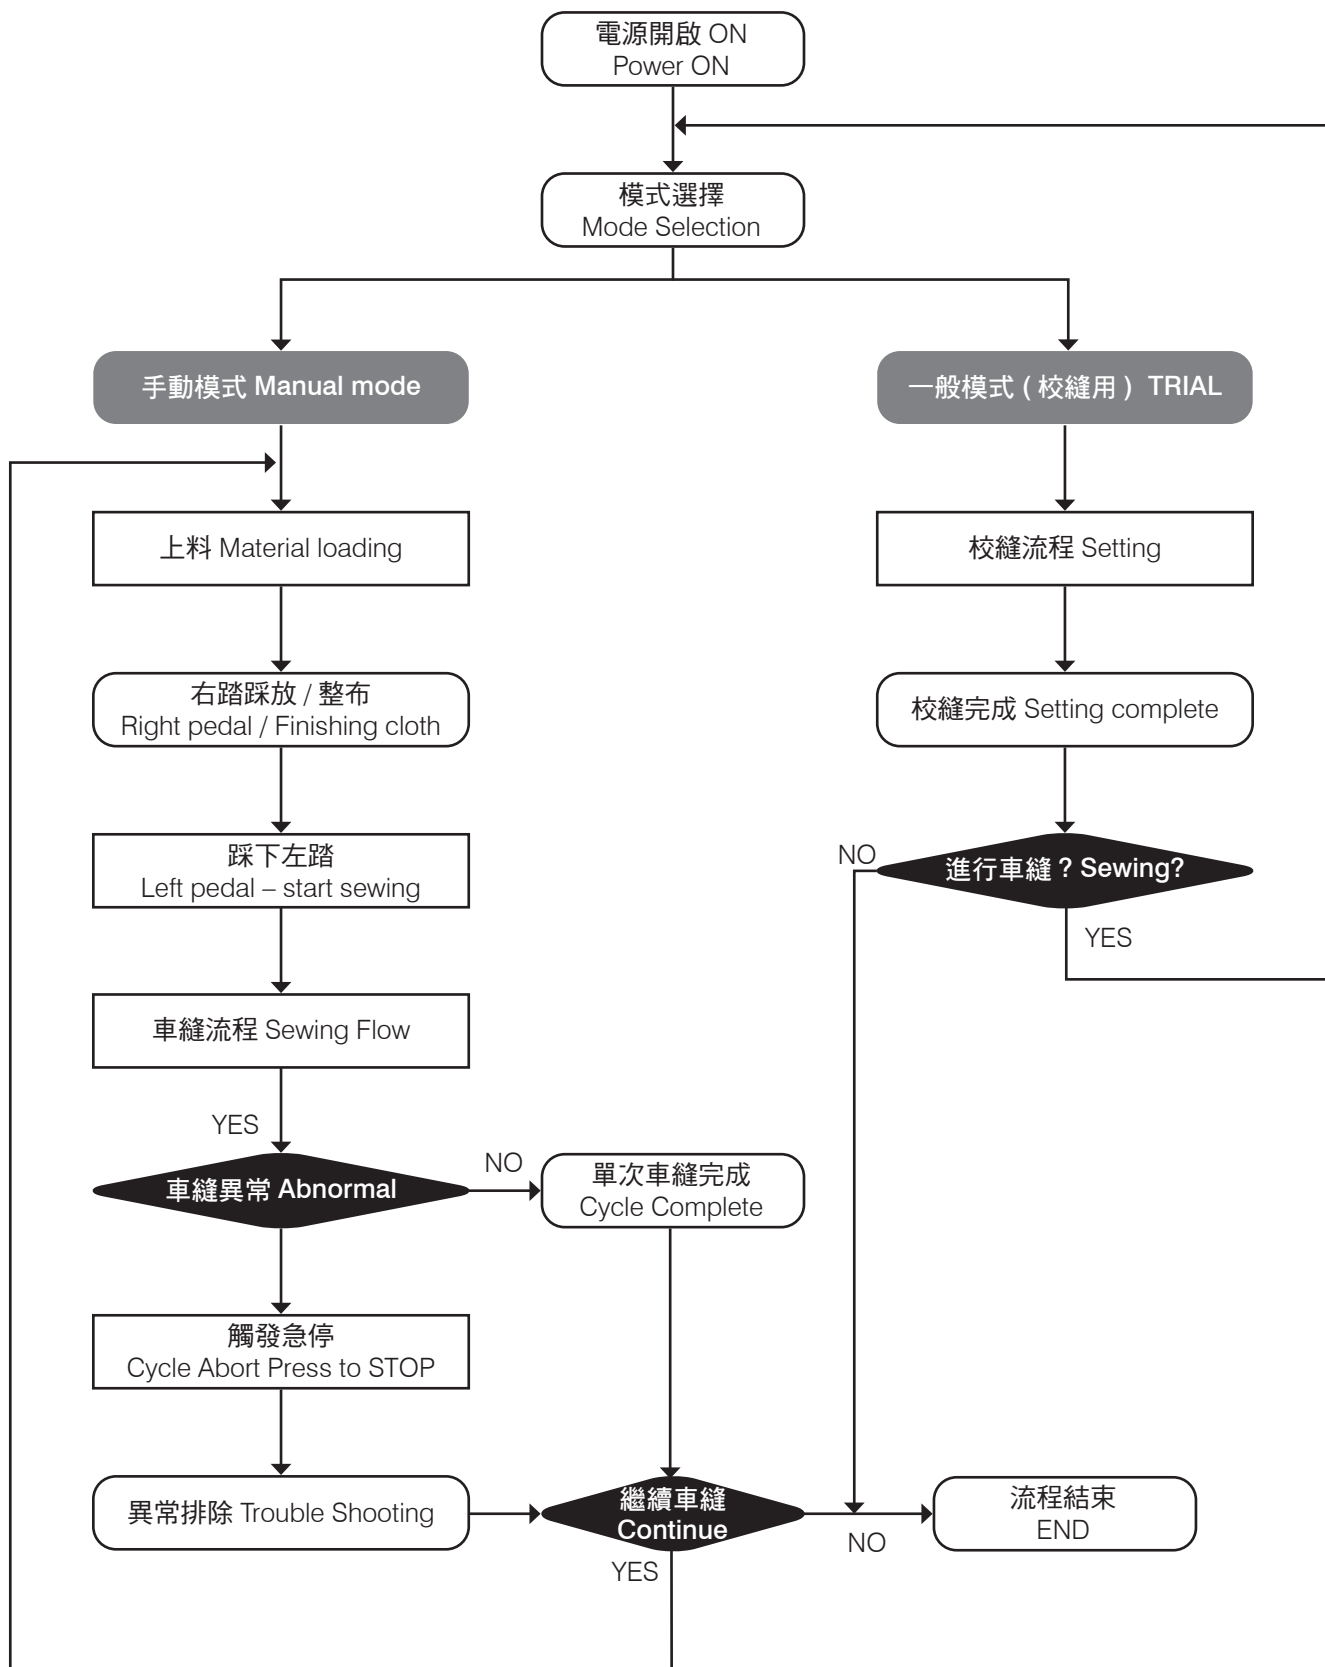 電源開啟 ON
Power ON
模式選擇
Mode Selection
手動模式 Manual mode
一般模式 ( 校縫用 ) TRIAL
上料 Material loading
校縫流程 Setting
右踏踩放 / 整布
Right pedal / Finishing cloth
校縫完成 Setting complete
踩下左踏
Left pedal – start sewing
NO
進行車縫 ? Sewing?
YES
車縫流程 Sewing Flow
YES
車縫異常 Abnormal
NO
單次車縫完成
Cycle Complete
觸發急停
Cycle Abort Press to STOP
異常排除 Trouble Shooting
繼續車縫
Continue
NO
YES
流程結束
END